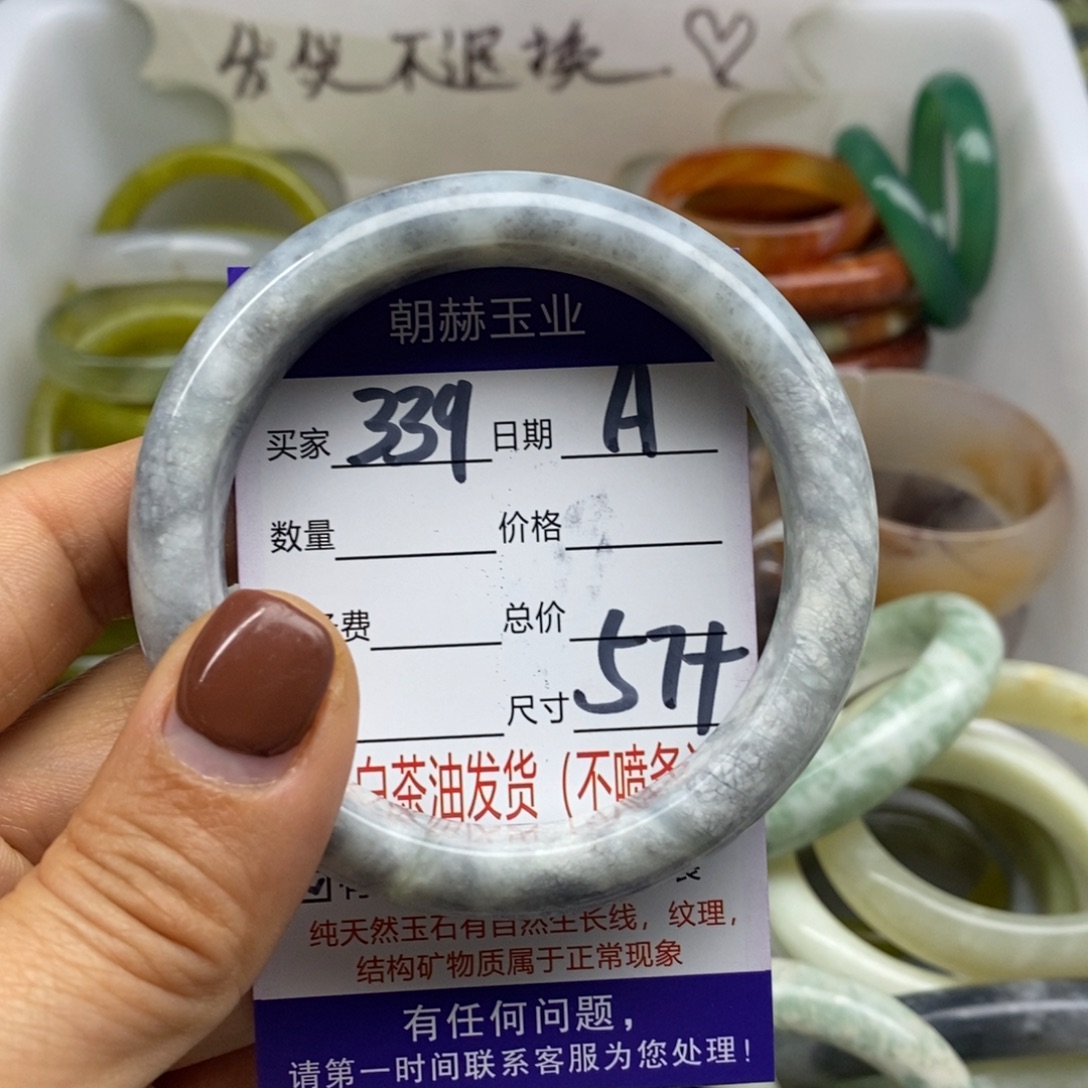 不退换
朝赫玉业
买家 339 日期 A
数量 价格
费 总价
尺寸 57+
白茶油发货（不喷条
纯天然玉石有自然生长线，纹理，
结构矿物质属于正常现象
有任何问题，
请第一时间联系客服为您处理！